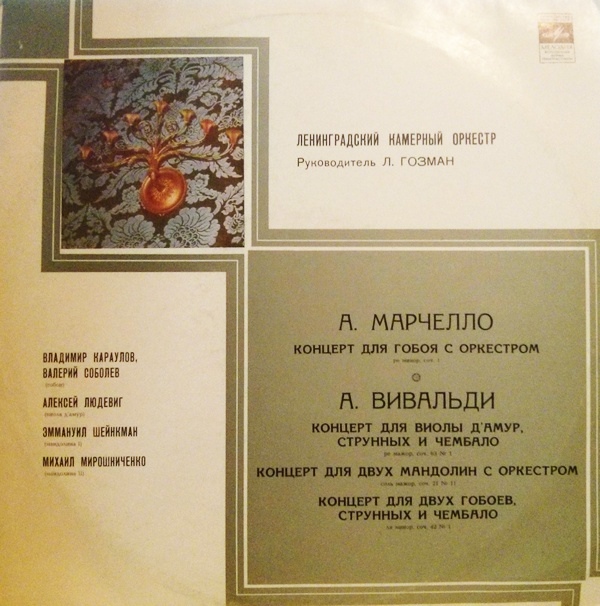 ЛЕНИНГРАДСКИЙ КАМЕРНЫЙ ОРКЕСТР
Руководитель Л. ГОЗМАН
ВЛАДИМИР КАРАУЛОВ,
ВАЛЕРИЙ СОБОЛЕВ
(гобои)
АЛЕКСЕЙ ЛЮДЕВИГ
(виола д'амур)
ЭММАНУИЛ ШЕЙНКМАН
(мандолина I)
МИХАИЛ МИРОШНИЧЕНКО
(мандолина II)
А. МАРЧЕЛЛО
КОНЦЕРТ ДЛЯ ГОБОЯ С ОРКЕСТРОМ
А. ВИВАЛЬДИ
КОНЦЕРТ ДЛЯ ВИОЛЫ Д'АМУР,
СТРУННЫХ И ЧЕМБАЛО
КОНЦЕРТ ДЛЯ ДВУХ МАНДОЛИН С ОРКЕСТРОМ
КОНЦЕРТ ДЛЯ ДВУХ ГОБОЕВ,
СТРУННЫХ И ЧЕМБАЛО